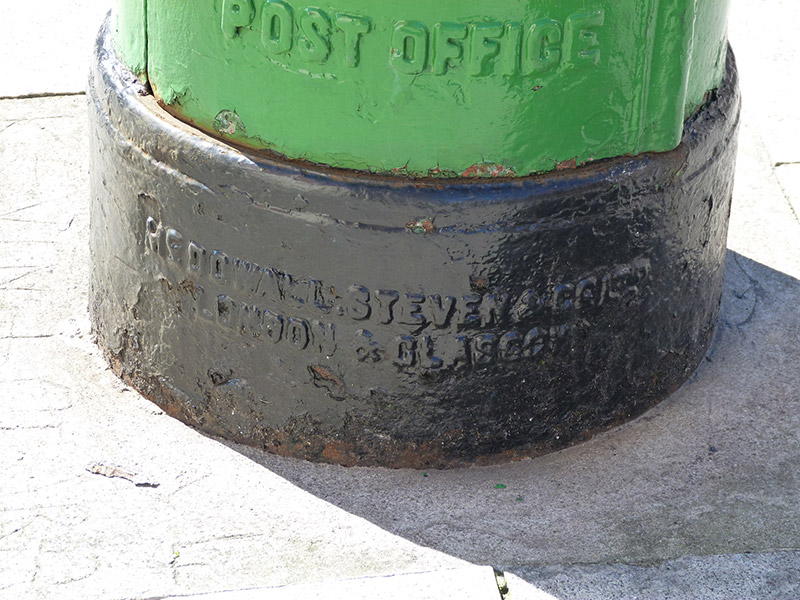 POST OFFICE
McDOWALL. STEVEN & Co LTD
LONDON & GLASGOW